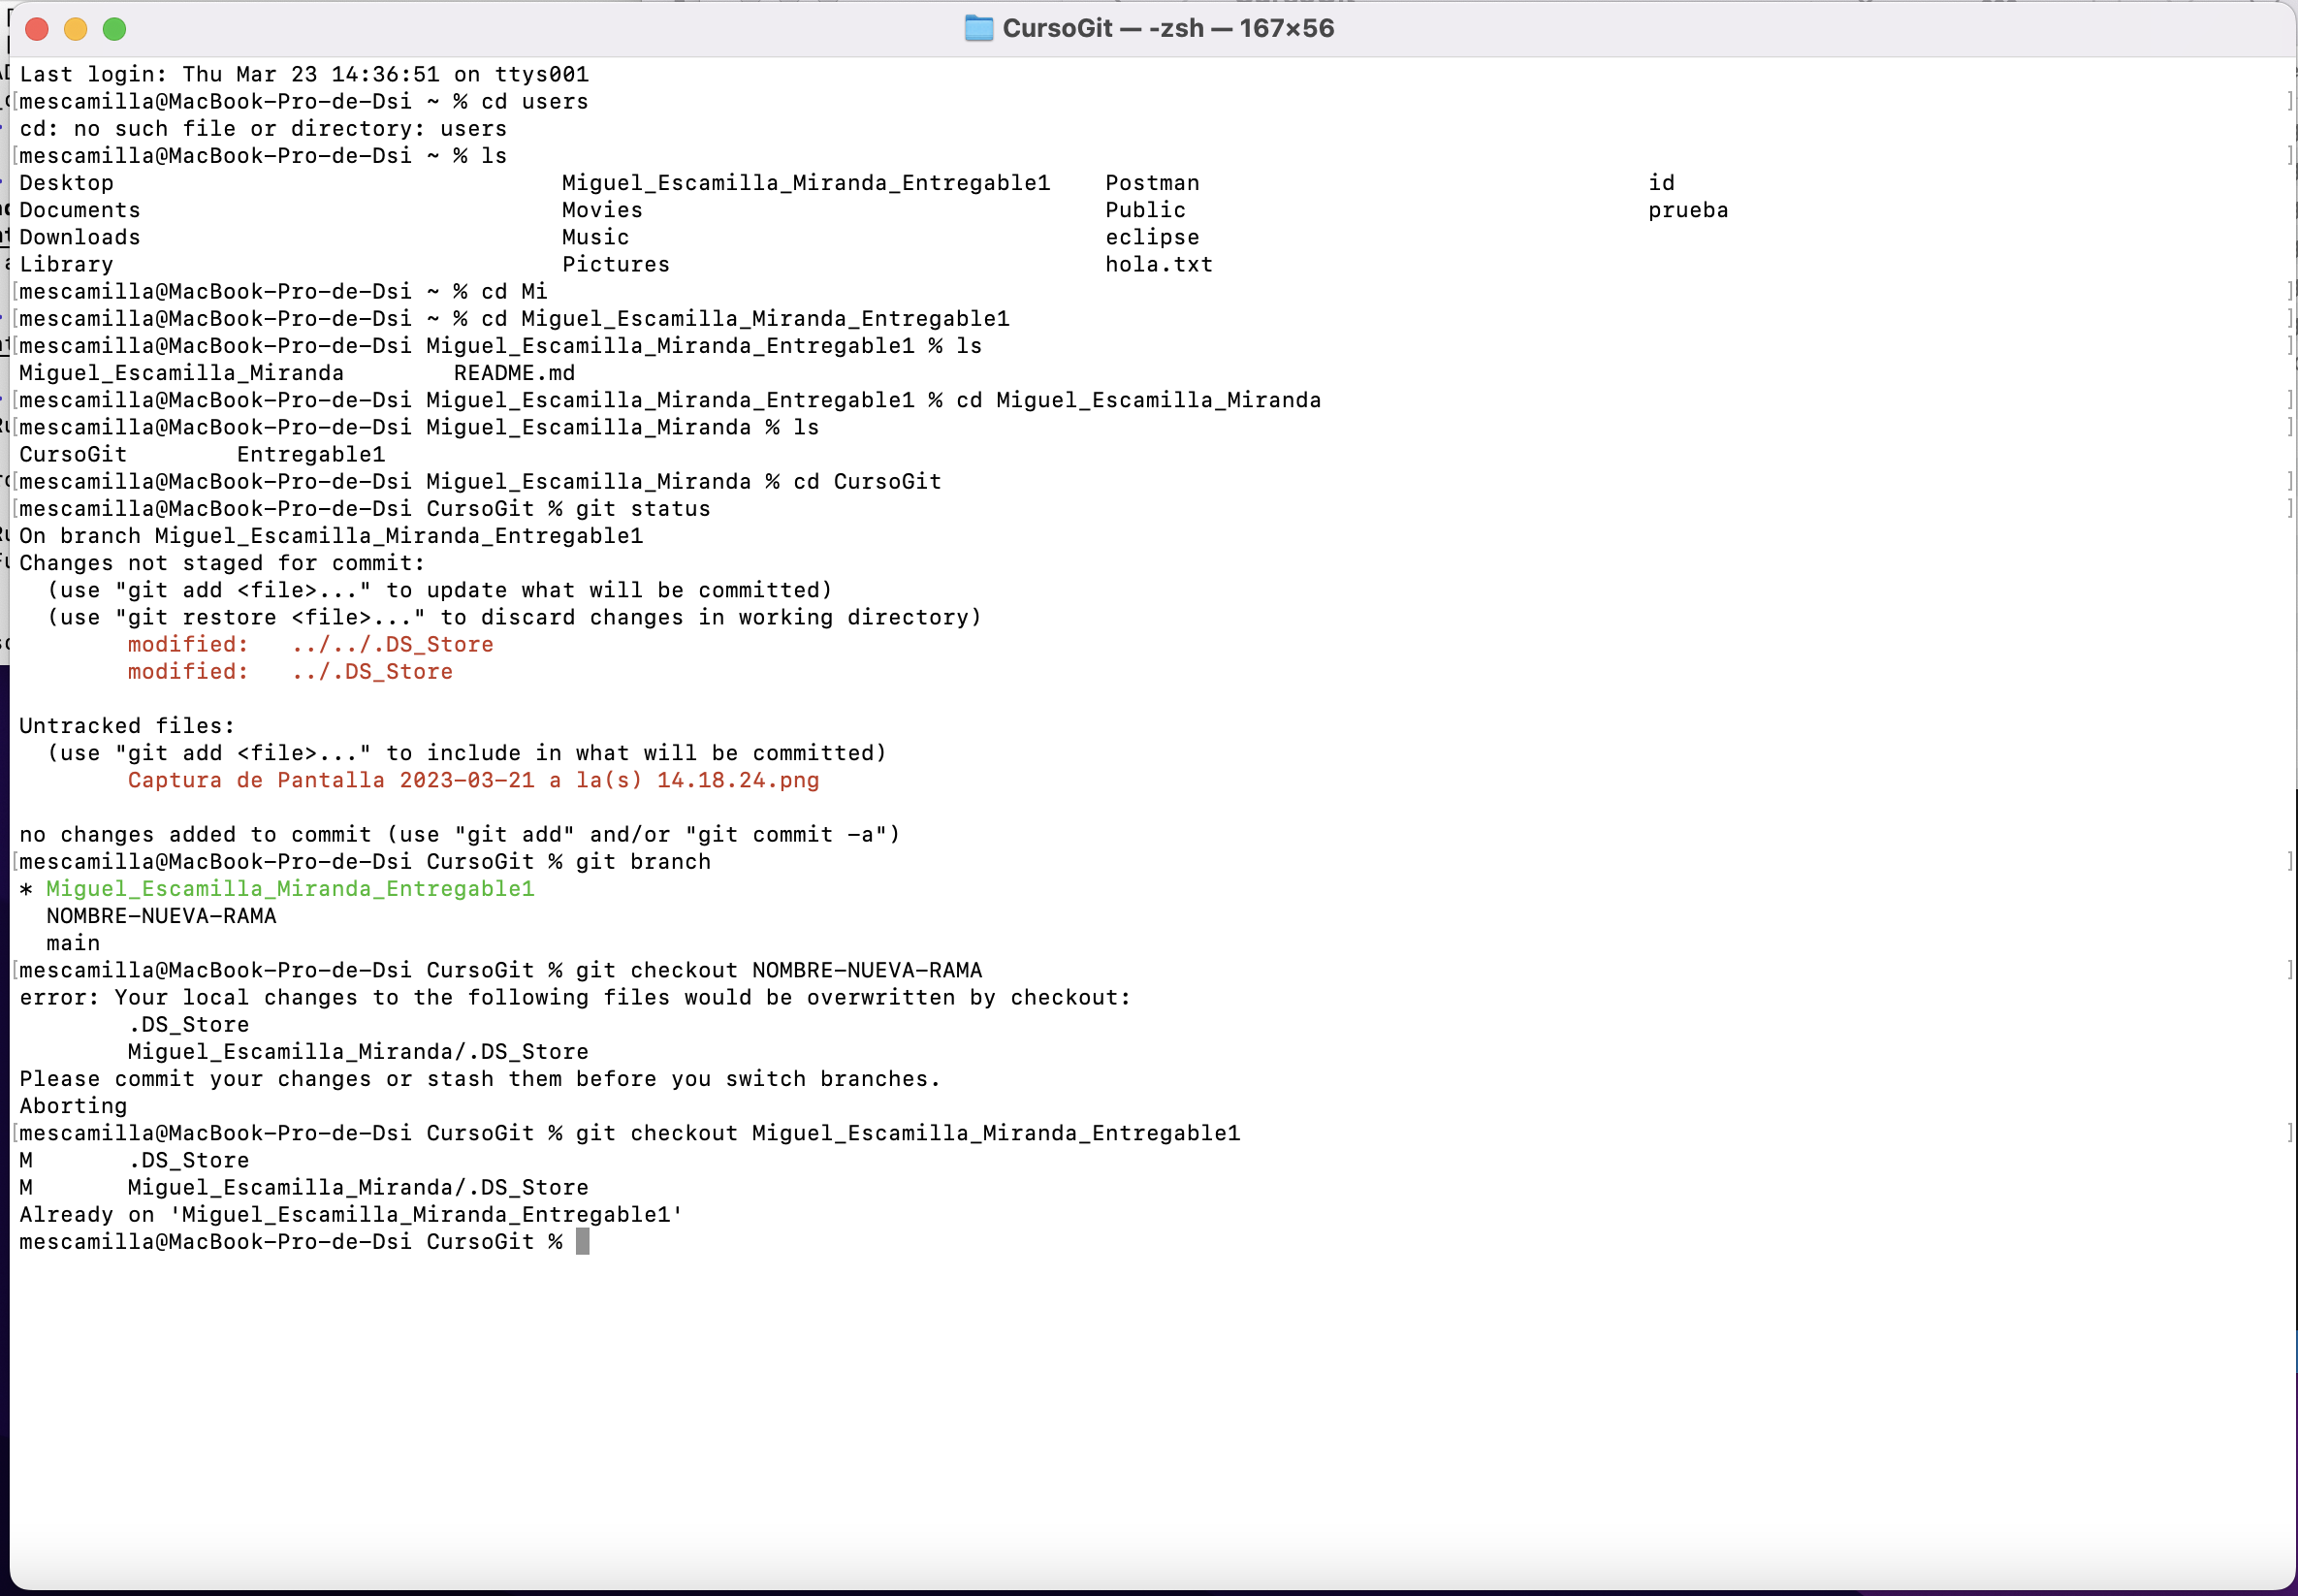 CursoGit — -zsh — 167×56
Last login: Thu Mar 23 14:36:51 on ttys001
[mescamilla@MacBook-Pro-de-Dsi ~ % cd users ]
cd: no such file or directory: users
[mescamilla@MacBook-Pro-de-Dsi ~ % ls ]
Desktop Miguel_Escamilla_Miranda_Entregable1 Postman id
Documents Movies Public prueba
Downloads Music eclipse
Library Pictures hola.txt
[mescamilla@MacBook-Pro-de-Dsi ~ % cd Mi ]
[mescamilla@MacBook-Pro-de-Dsi ~ % cd Miguel_Escamilla_Miranda_Entregable1 ]
[mescamilla@MacBook-Pro-de-Dsi Miguel_Escamilla_Miranda_Entregable1 % ls ]
Miguel_Escamilla_Miranda README.md
[mescamilla@MacBook-Pro-de-Dsi Miguel_Escamilla_Miranda_Entregable1 % cd Miguel_Escamilla_Miranda ]
[mescamilla@MacBook-Pro-de-Dsi Miguel_Escamilla_Miranda % ls ]
CursoGit Entregable1
[mescamilla@MacBook-Pro-de-Dsi Miguel_Escamilla_Miranda % cd CursoGit ]
[mescamilla@MacBook-Pro-de-Dsi CursoGit % git status ]
On branch Miguel_Escamilla_Miranda_Entregable1
Changes not staged for commit:
(use "git add <file>..." to update what will be committed)
(use "git restore <file>..." to discard changes in working directory)
modified: ../../.DS_Store
modified: ../.DS_Store
Untracked files:
(use "git add <file>..." to include in what will be committed)
Captura de Pantalla 2023-03-21 a la(s) 14.18.24.png
no changes added to commit (use "git add" and/or "git commit -a")
[mescamilla@MacBook-Pro-de-Dsi CursoGit % git branch ]
* Miguel_Escamilla_Miranda_Entregable1
NOMBRE-NUEVA-RAMA
main
[mescamilla@MacBook-Pro-de-Dsi CursoGit % git checkout NOMBRE-NUEVA-RAMA ]
error: Your local changes to the following files would be overwritten by checkout:
.DS_Store
Miguel_Escamilla_Miranda/.DS_Store
Please commit your changes or stash them before you switch branches.
Aborting
[mescamilla@MacBook-Pro-de-Dsi CursoGit % git checkout Miguel_Escamilla_Miranda_Entregable1 ]
M .DS_Store
M Miguel_Escamilla_Miranda/.DS_Store
Already on 'Miguel_Escamilla_Miranda_Entregable1'
mescamilla@MacBook-Pro-de-Dsi CursoGit %